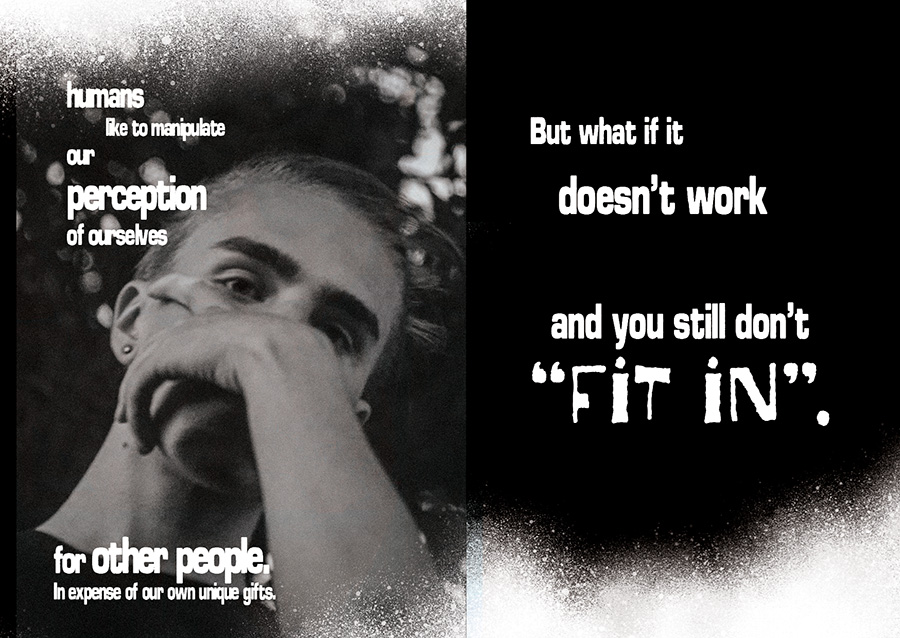 humans
like to manipulate
our
perception
of ourselves
for other people.
In expense of our own unique gifts.
But what if it
doesn't work
and you still don't
“FiT iN”.